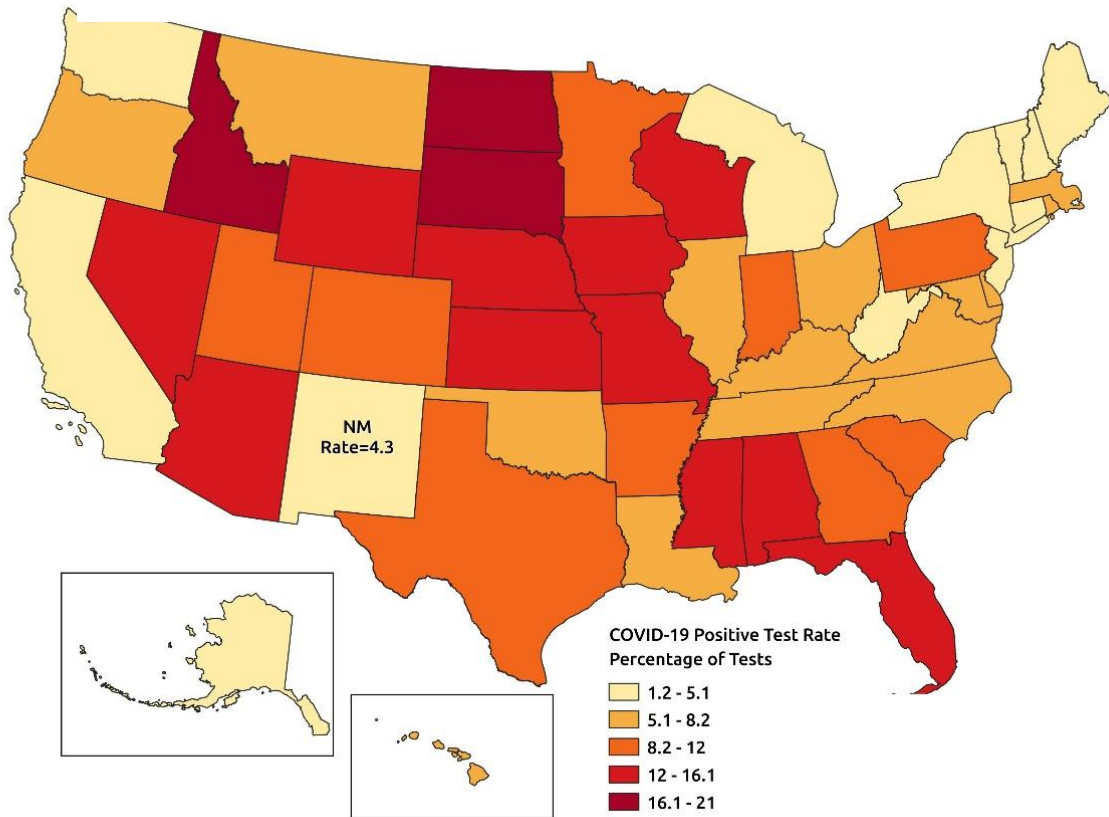 NM
Rate=4.3
COVID-19 Positive Test Rate
Percentage of Tests
1.2 - 5.1
5.1 - 8.2
8.2 - 12
12 - 16.1
16.1 - 21